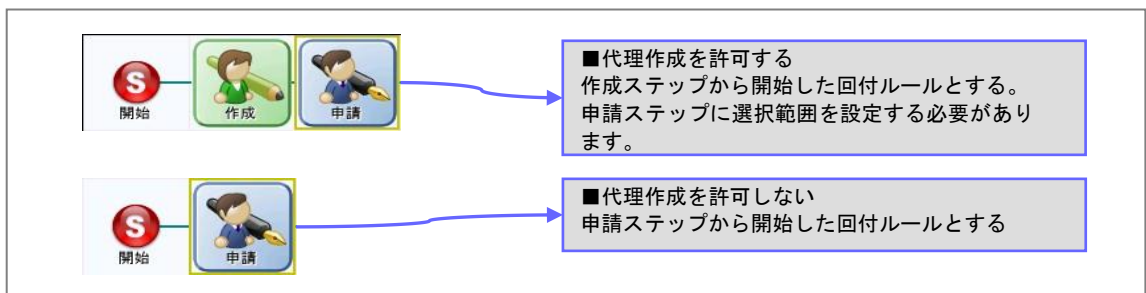 S
開始
作成
申請
■代理作成を許可する
作成ステップから開始した回付ルールとする。
申請ステップに選択範囲を設定する必要があり
ます。
S
開始
申請
■代理作成を許可しない
申請ステップから開始した回付ルールとする